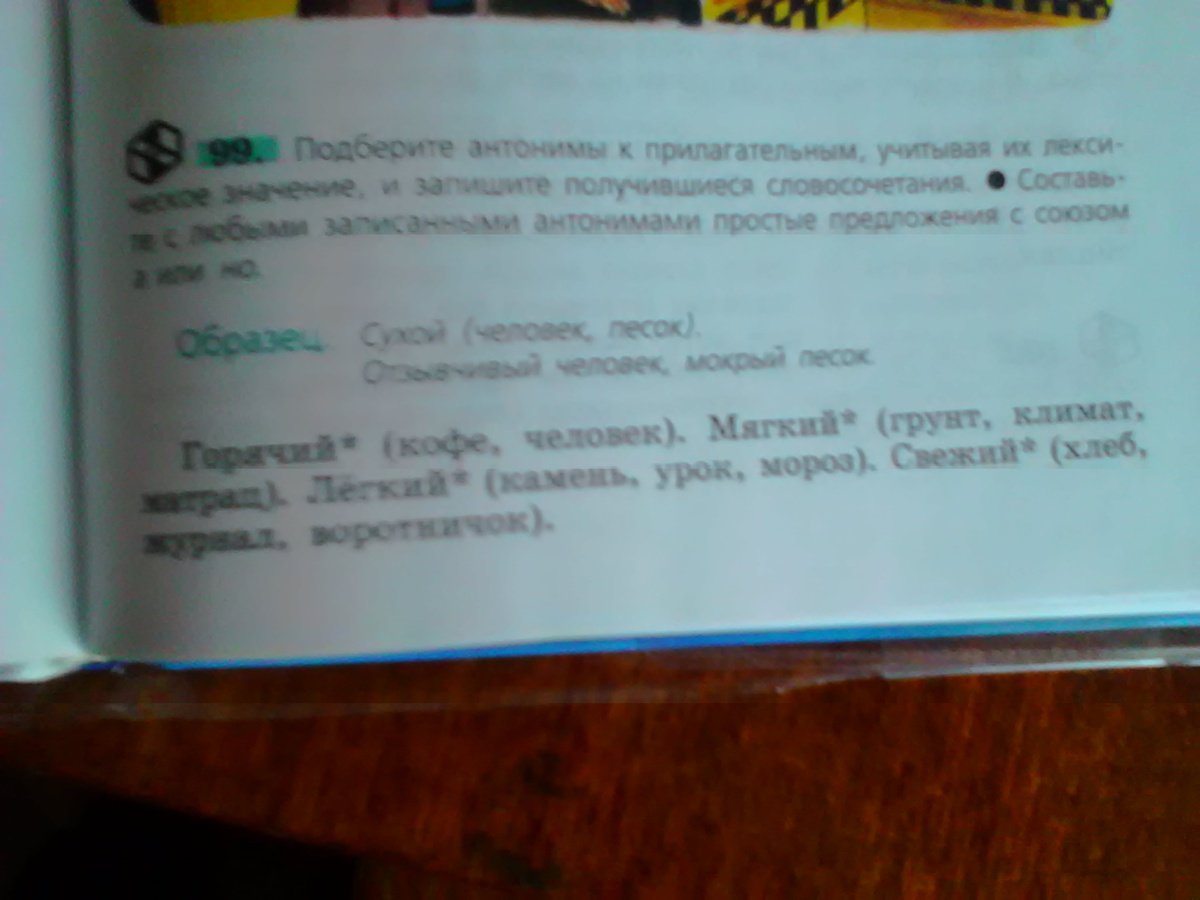 99. Подберите антонимы к прилагательным, учитывая их лекси-
ческое значение, и запишите получившиеся словосочетания. ● Составь-
те с любыми записанными антонимами простые предложения с союзом
а или но.
Образец. Сухой (человек, песок).
Отзывчивый человек, мокрый песок.
Горячий* (кофе, человек). Мягкий* (грунт, климат,
матрац). Лёгкий* (камень, урок, мороз). Свежий* (хлеб,
журнал, воротничок).